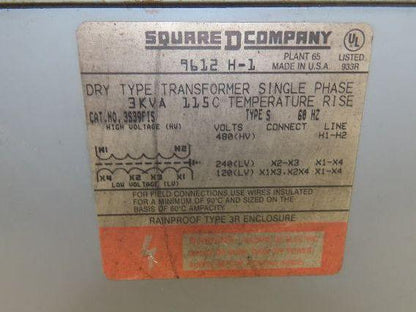 SQUARE D COMPANY
9612 H-1
PLANT 65
MADE IN U.S.A.
UL
LISTED
933R
DRY TYPE TRANSFORMER SINGLE PHASE
3KVA 115C TEMPERATURE RISE
CAT.NO. 3S30F1S TYPE S 60 HZ
HIGH VOLTAGE (HV) VOLTS CONNECT LINE
480(HV) H1-H2
H1 H2
240(LV) X2-X3 X1-X4
X4 X2 X3 X1 120(LV) X1X3,X2X4 X1-X4
LOW VOLTAGE (LV)
FOR FIELD CONNECTIONS USE WIRES INSULATED
FOR A MINIMUM OF 90°C AND SIZED ON THE
BASIS OF 60°C AMPACITY.
RAINPROOF TYPE 3R ENCLOSURE